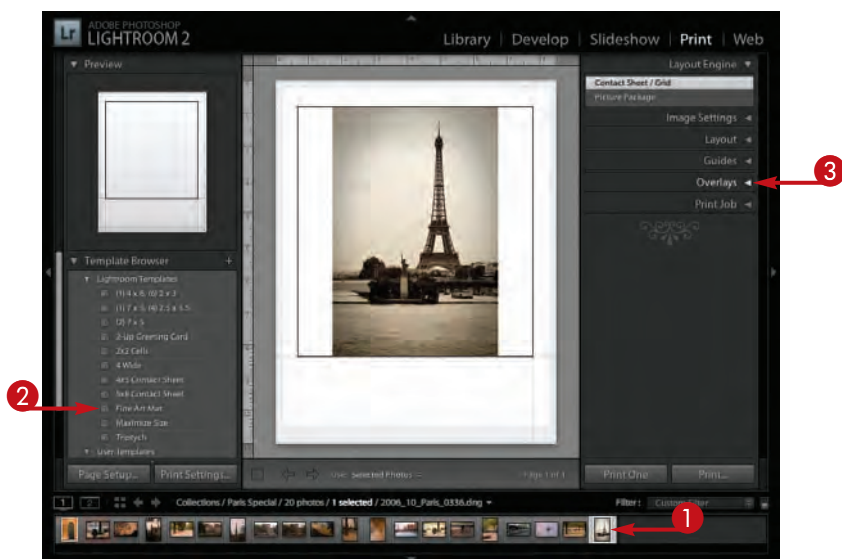 Lr ADOBE PHOTOSHOP
LIGHTROOM 2
Library | Develop | Slideshow | Print | Web
Preview
Layout Engine
Contact Sheet / Grid
Picture Package
Image Settings
Layout
Guides
Overlays
3
Print Job
Template Browser +
Lightroom Templates
(1) 4 x 6, (6) 2 x 3
(1) 7 x 5, (4) 2.5 x 3.5
(2) 7 x 5
2-Up Greeting Card
2x2 Cells
4 Wide
4x5 Contact Sheet
5x8 Contact Sheet
2
Fine Art Mat
Maximize Size
Triptych
User Templates
Page Setup... Print Settings... Use: Selected Photos Page 1 of 1 Print One Print...
1 2 Collections / Paris Special / 20 photos / 1 selected / 2006_10_Paris_0336.dng Filter : Custom Filter
1